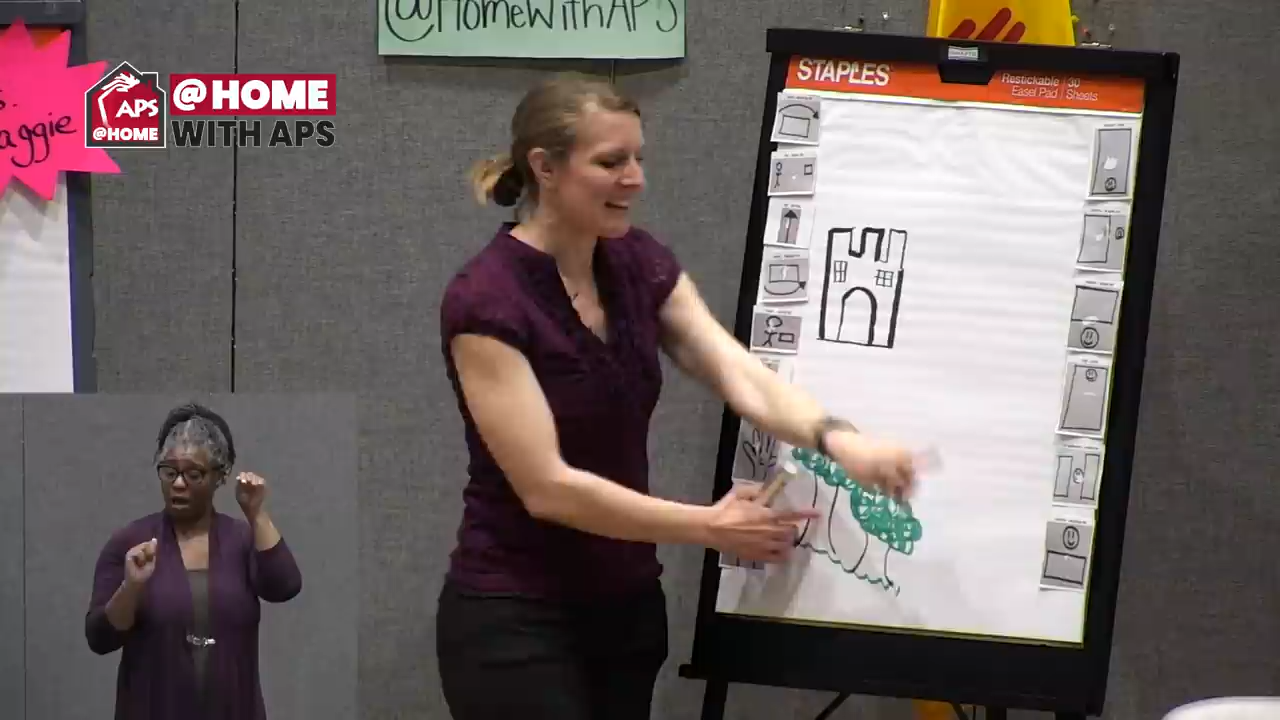 @HomeWithAPS
s.
aggie
APS
@HOME
@HOME
WITH APS
STAPLES
Restickable 30
Easel Pad Sheets